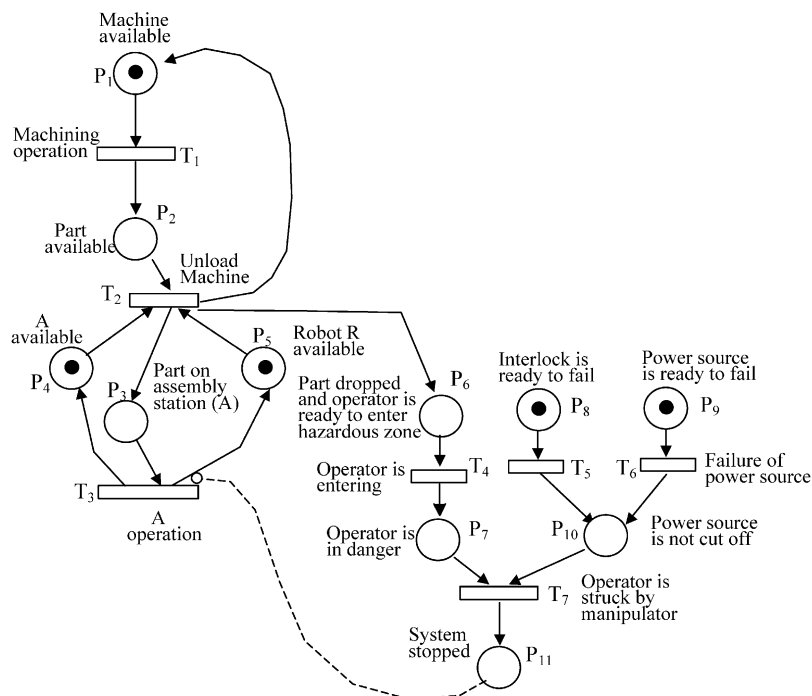 Machine
available
P1
Machining
operation
T1
P2
Part
available
Unload
Machine
T2
A
available
P4
P3
Part on
assembly
station (A)
P5
Robot R
available
T3
A
operation
Part dropped
and operator is
ready to enter
hazardous zone
P6
Interlock is
ready to fail
P8
Power source
is ready to fail
P9
Operator is
entering
T4
T5
T6
Failure of
power source
Operator is
in danger
P7
P10
Power source
is not cut off
T7
Operator is
struck by
manipulator
System
stopped
P11